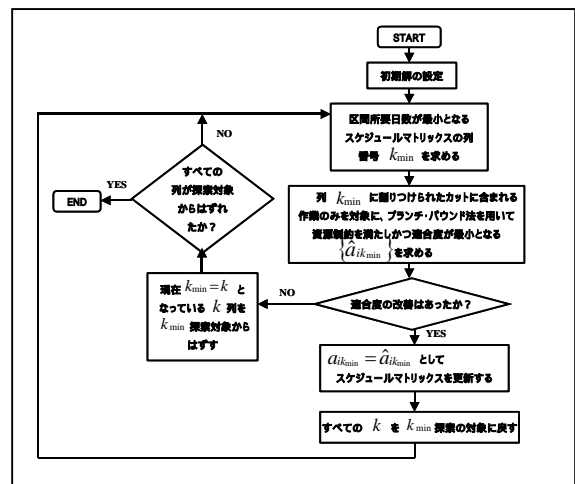 START
初期解の設定
区間所要日数が最小となる
スケジュールマトリックスの列
番号 k_min を求める
列 k_min に割りつけられたカットに含まれる
作業のみを対象に、ブランチ・バウンド法を用いて
資源制約を満たしかつ適合度が最小となる
{â_ik_min} を求める
適合度の改善はあったか？
YES
a_ik_min = â_ik_min として
スケジュールマトリックスを更新する
すべての k を k_min 探索の対象に戻す
NO
現在 k_min = k と
なっている k 列を
k_min 探索対象から
はずす
すべての
列が探索対象
からはずれ
たか？
NO
YES
END